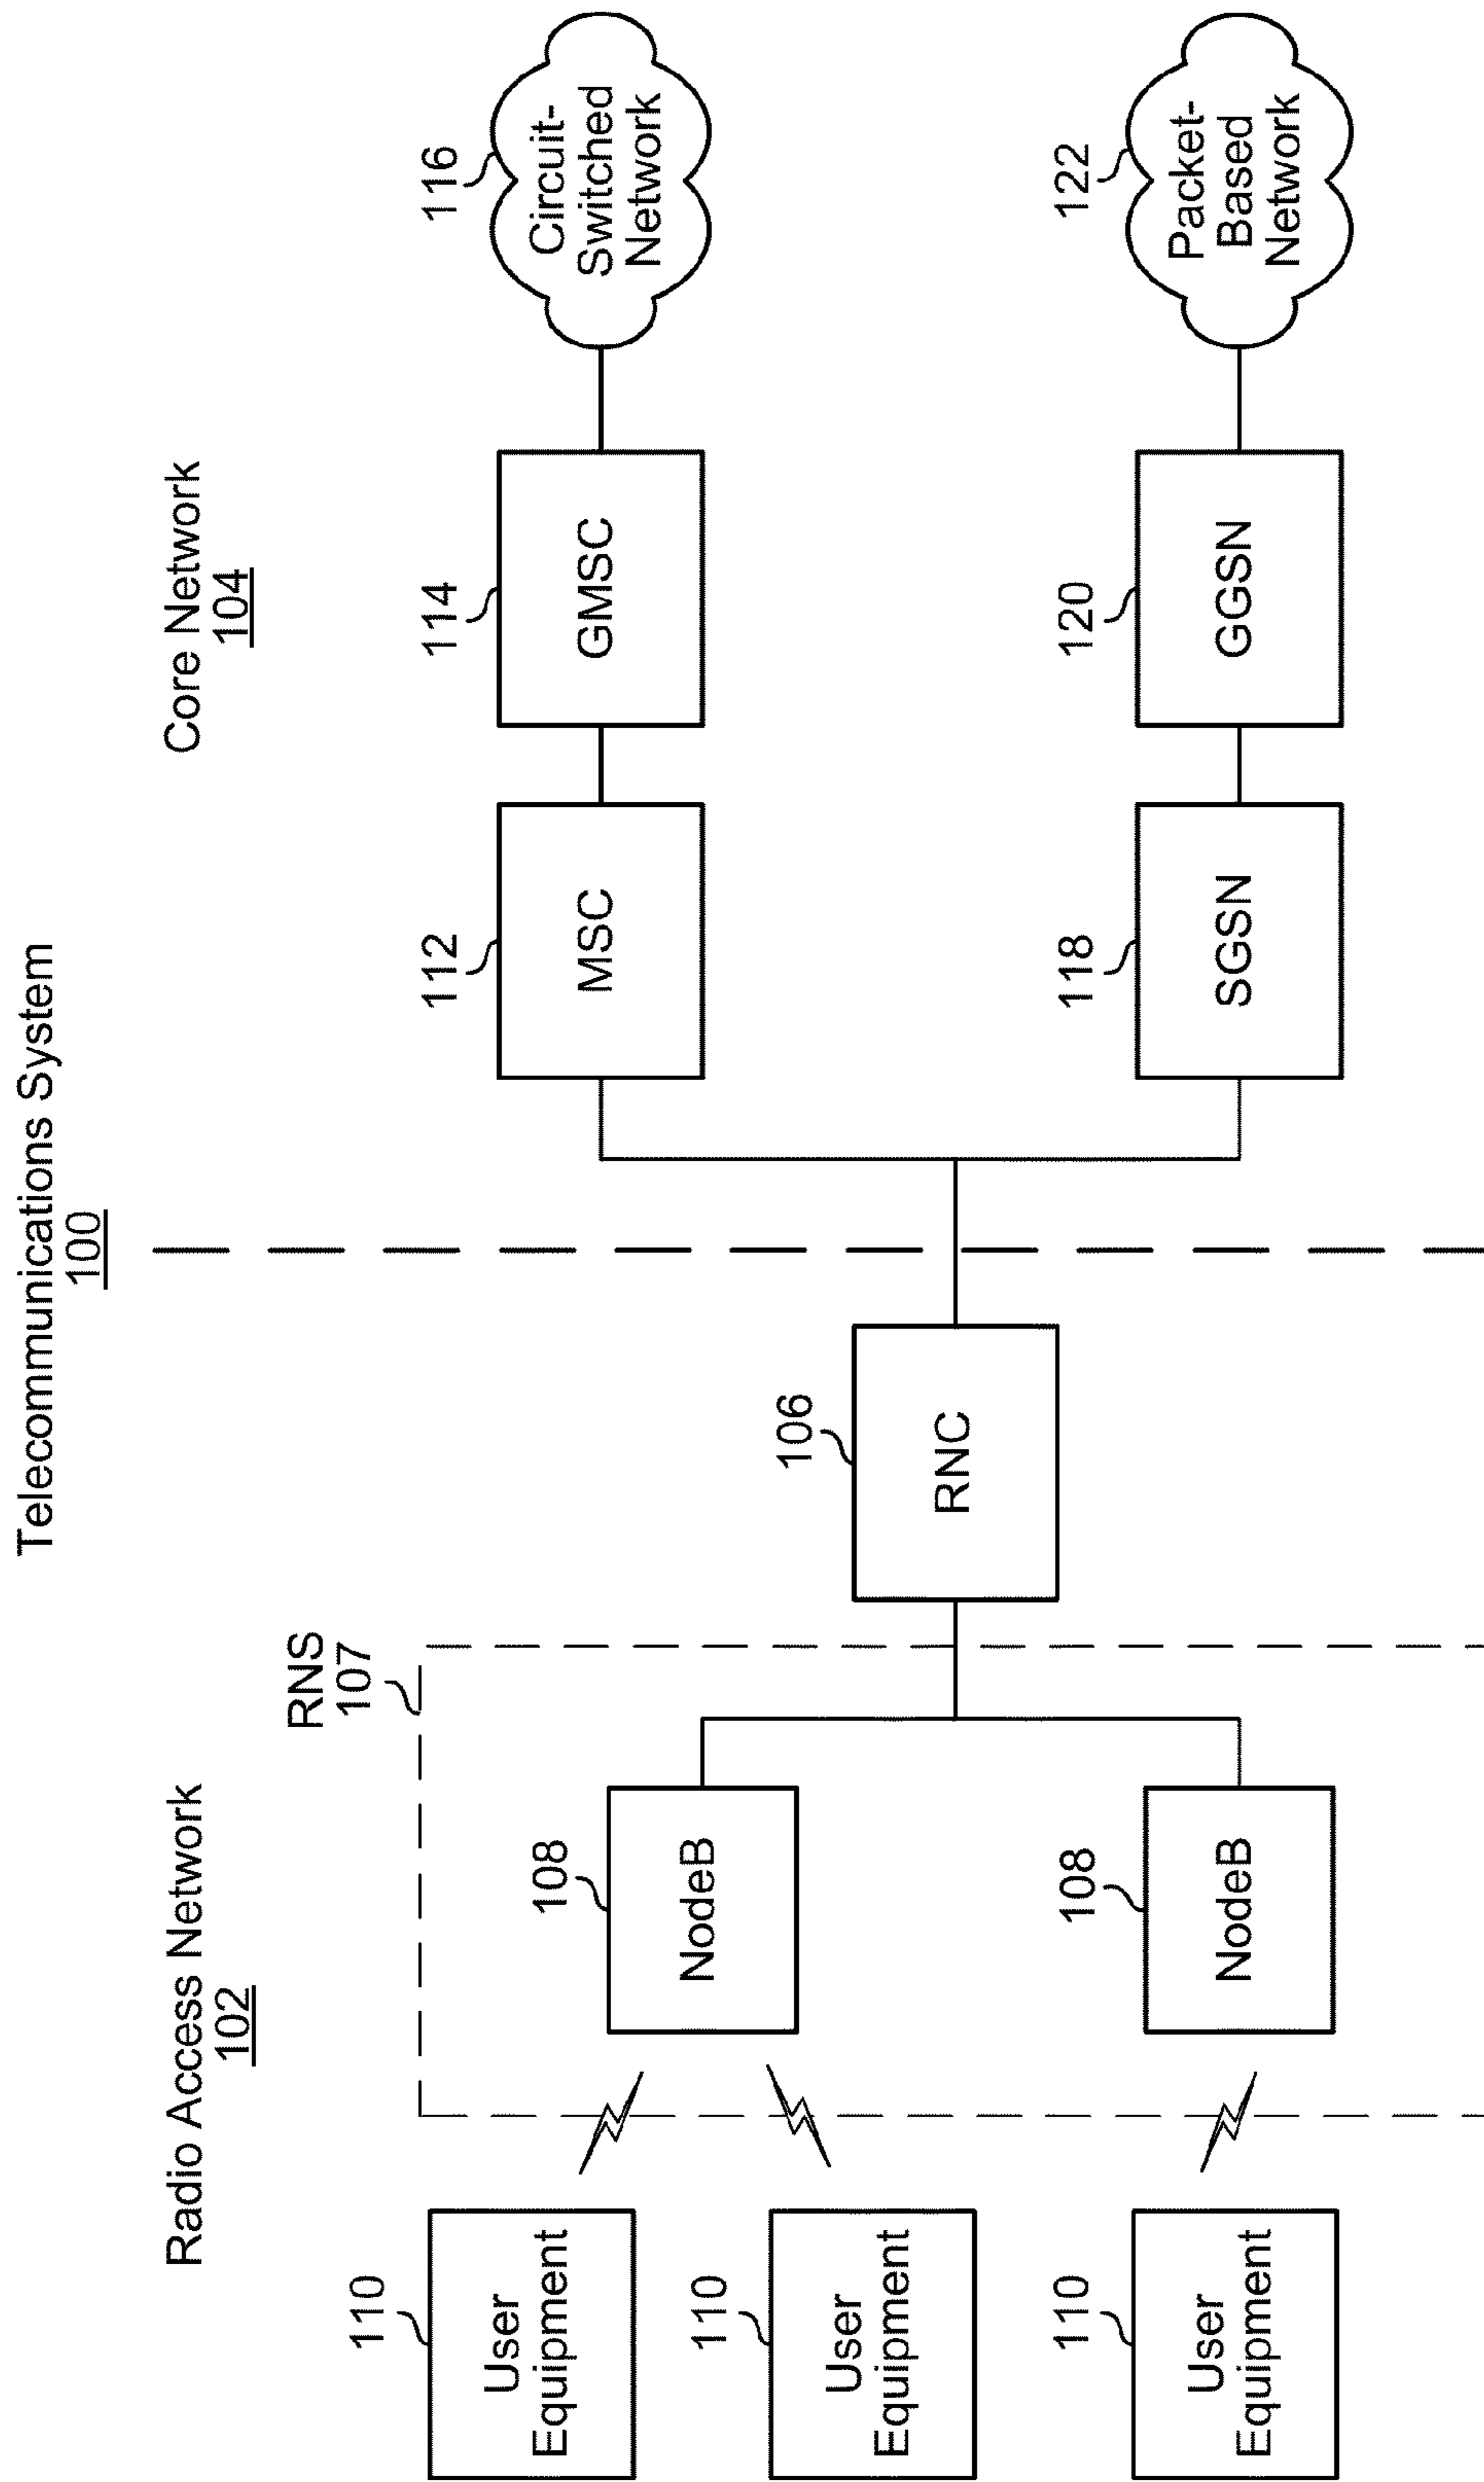 Telecommunications System
100
Radio Access Network
102
Core Network
104
RNS
107
110
User
Equipment
110
User
Equipment
110
User
Equipment
108
NodeB
108
NodeB
106
RNC
112
MSC
114
GMSC
116
Circuit-
Switched
Network
118
SGSN
120
GGSN
122
Packet-
Based
Network